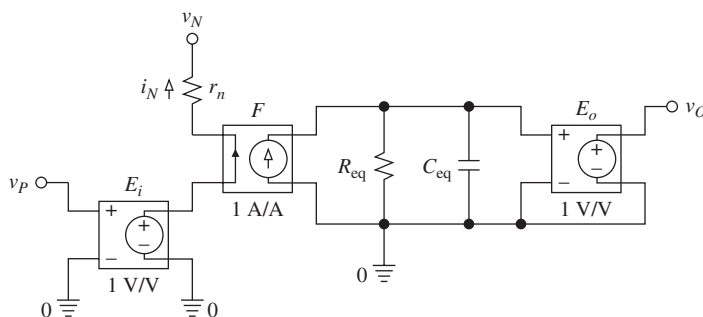 v_N
i_N r_n
F
E_o
+
+
v_O
R_eq
C_eq
−
−
v_P
E_i
1 A/A
1 V/V
+
+
−
−
0
0
1 V/V
0